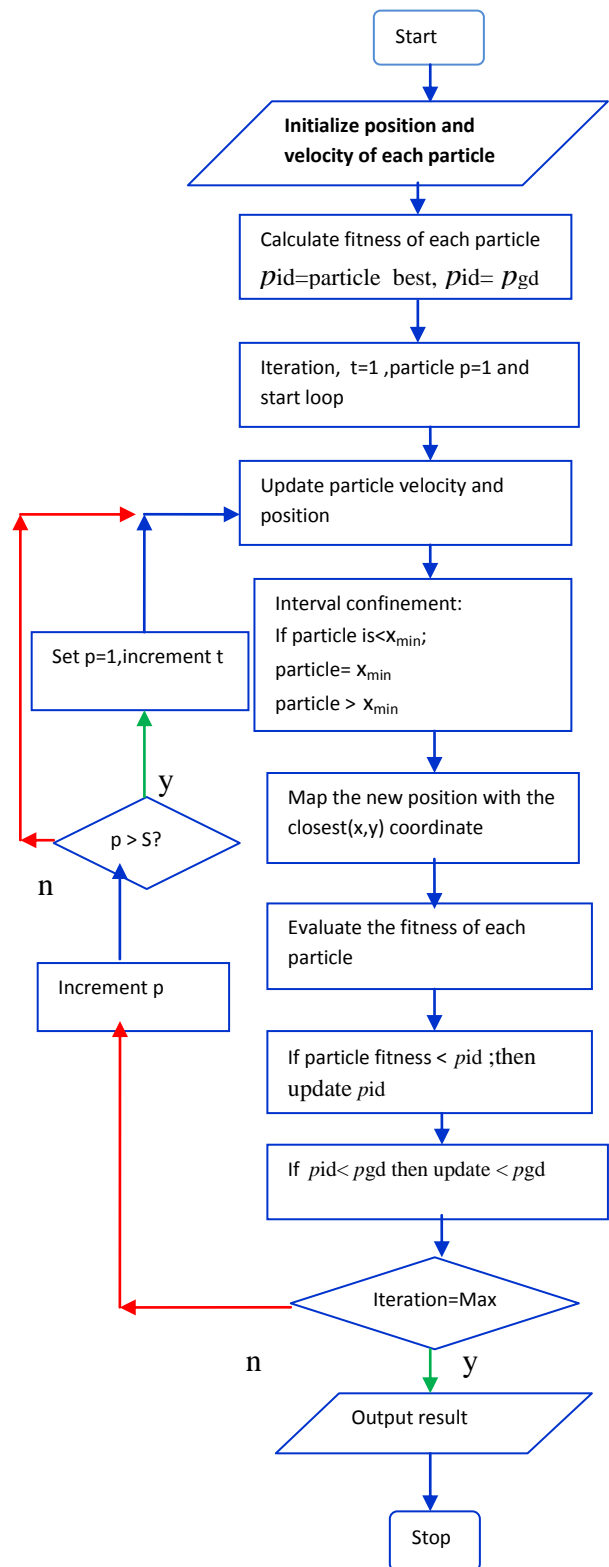 Start
Initialize position and
velocity of each particle
Calculate fitness of each particle
pid=particle best, pid= pgd
Iteration, t=1 ,particle p=1 and
start loop
Update particle velocity and
position
Interval confinement:
If particle is<xmin;
particle= xmin
particle > xmin
Set p=1,increment t
y
Map the new position with the
closest(x,y) coordinate
p > S?
n
Evaluate the fitness of each
particle
Increment p
If particle fitness < pid ;then
update pid
If pid< pgd then update < pgd
Iteration=Max
n
y
Output result
Stop